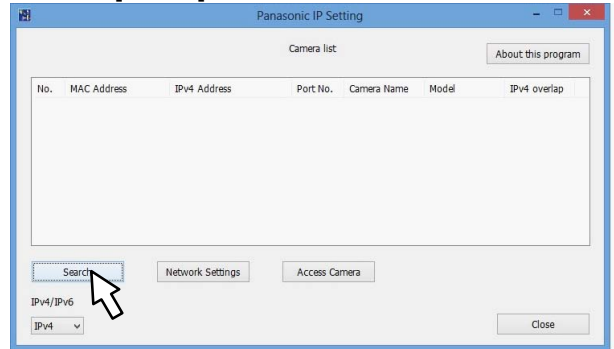 Panasonic IP Setting
Camera list
About this program
No. MAC Address IPv4 Address Port No. Camera Name Model IPv4 overlap
Search Network Settings Access Camera
IPv4/IPv6
IPv4 Close